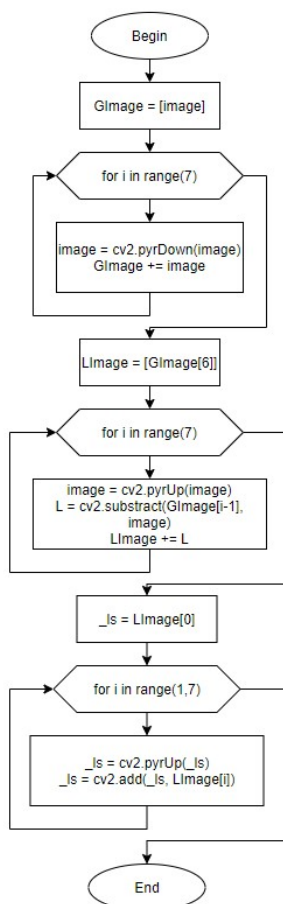 Begin
GImage = [image]
for i in range(7)
image = cv2.pyrDown(image)
GImage += image
LImage = [GImage[6]]
for i in range(7)
image = cv2.pyrUp(image)
L = cv2.substract(GImage[i-1],
image)
LImage += L
_ls = LImage[0]
for i in range(1,7)
_ls = cv2.pyrUp(_ls)
_ls = cv2.add(_ls, LImage[i])
End